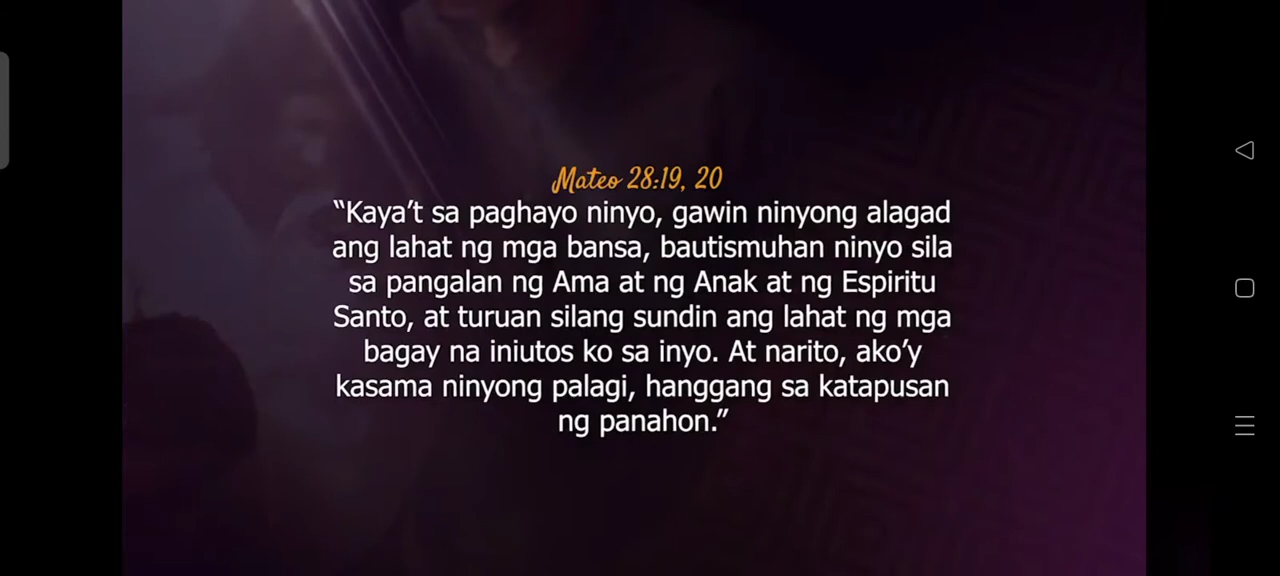 Mateo 28:19, 20
“Kaya’t sa paghayo ninyo, gawin ninyong alagad
ang lahat ng mga bansa, bautismuhan ninyo sila
sa pangalan ng Ama at ng Anak at ng Espiritu
Santo, at turuan silang sundin ang lahat ng mga
bagay na iniutos ko sa inyo. At narito, ako’y
kasama ninyong palagi, hanggang sa katapusan
ng panahon.”